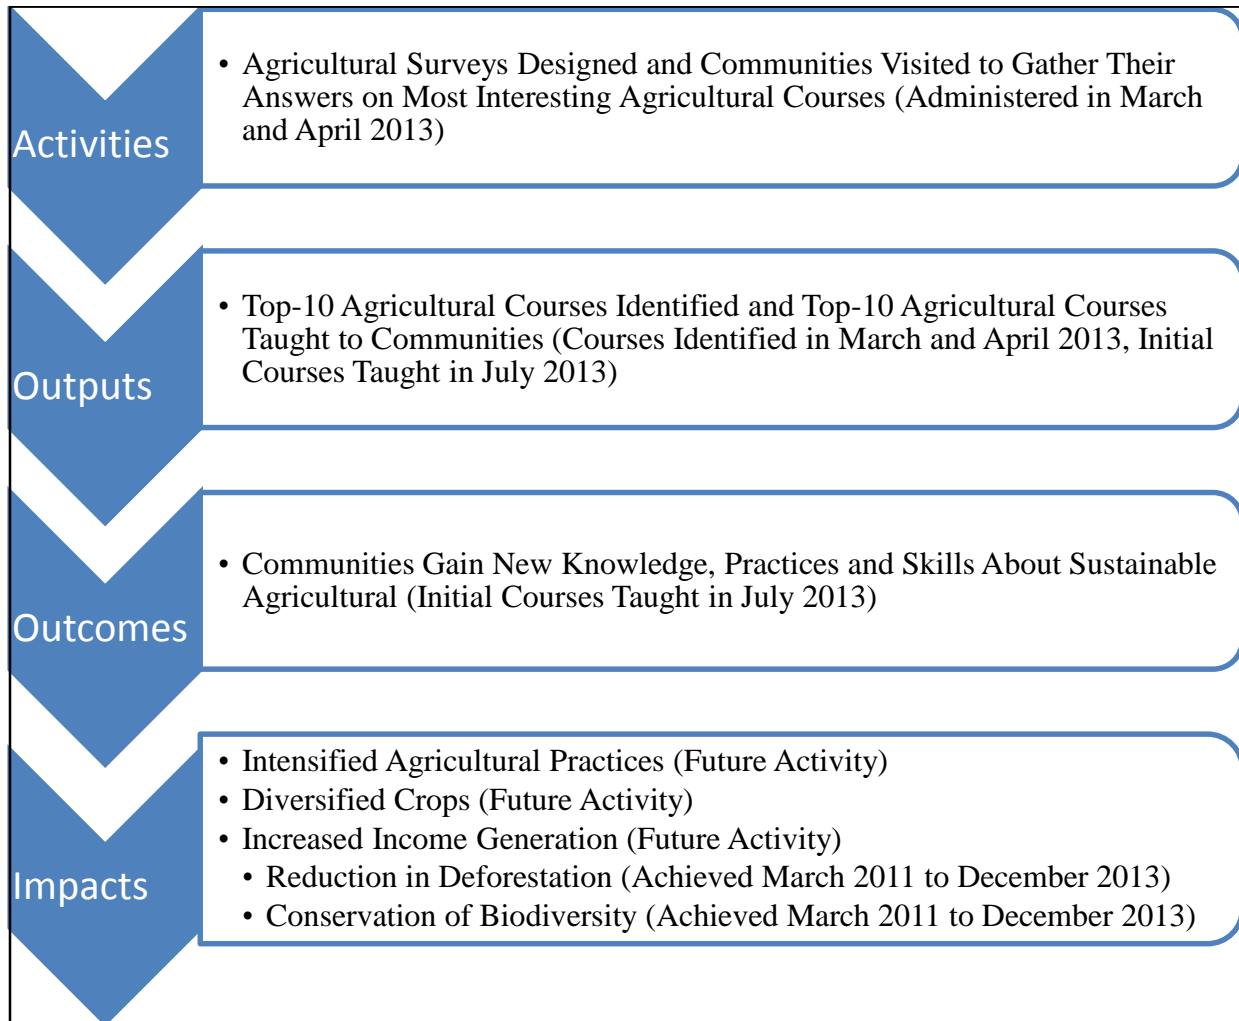 Activities
• Agricultural Surveys Designed and Communities Visited to Gather Their
Answers on Most Interesting Agricultural Courses (Administered in March
and April 2013)
Outputs
• Top-10 Agricultural Courses Identified and Top-10 Agricultural Courses
Taught to Communities (Courses Identified in March and April 2013, Initial
Courses Taught in July 2013)
Outcomes
• Communities Gain New Knowledge, Practices and Skills About Sustainable
Agricultural (Initial Courses Taught in July 2013)
Impacts
• Intensified Agricultural Practices (Future Activity)
• Diversified Crops (Future Activity)
• Increased Income Generation (Future Activity)
• Reduction in Deforestation (Achieved March 2011 to December 2013)
• Conservation of Biodiversity (Achieved March 2011 to December 2013)